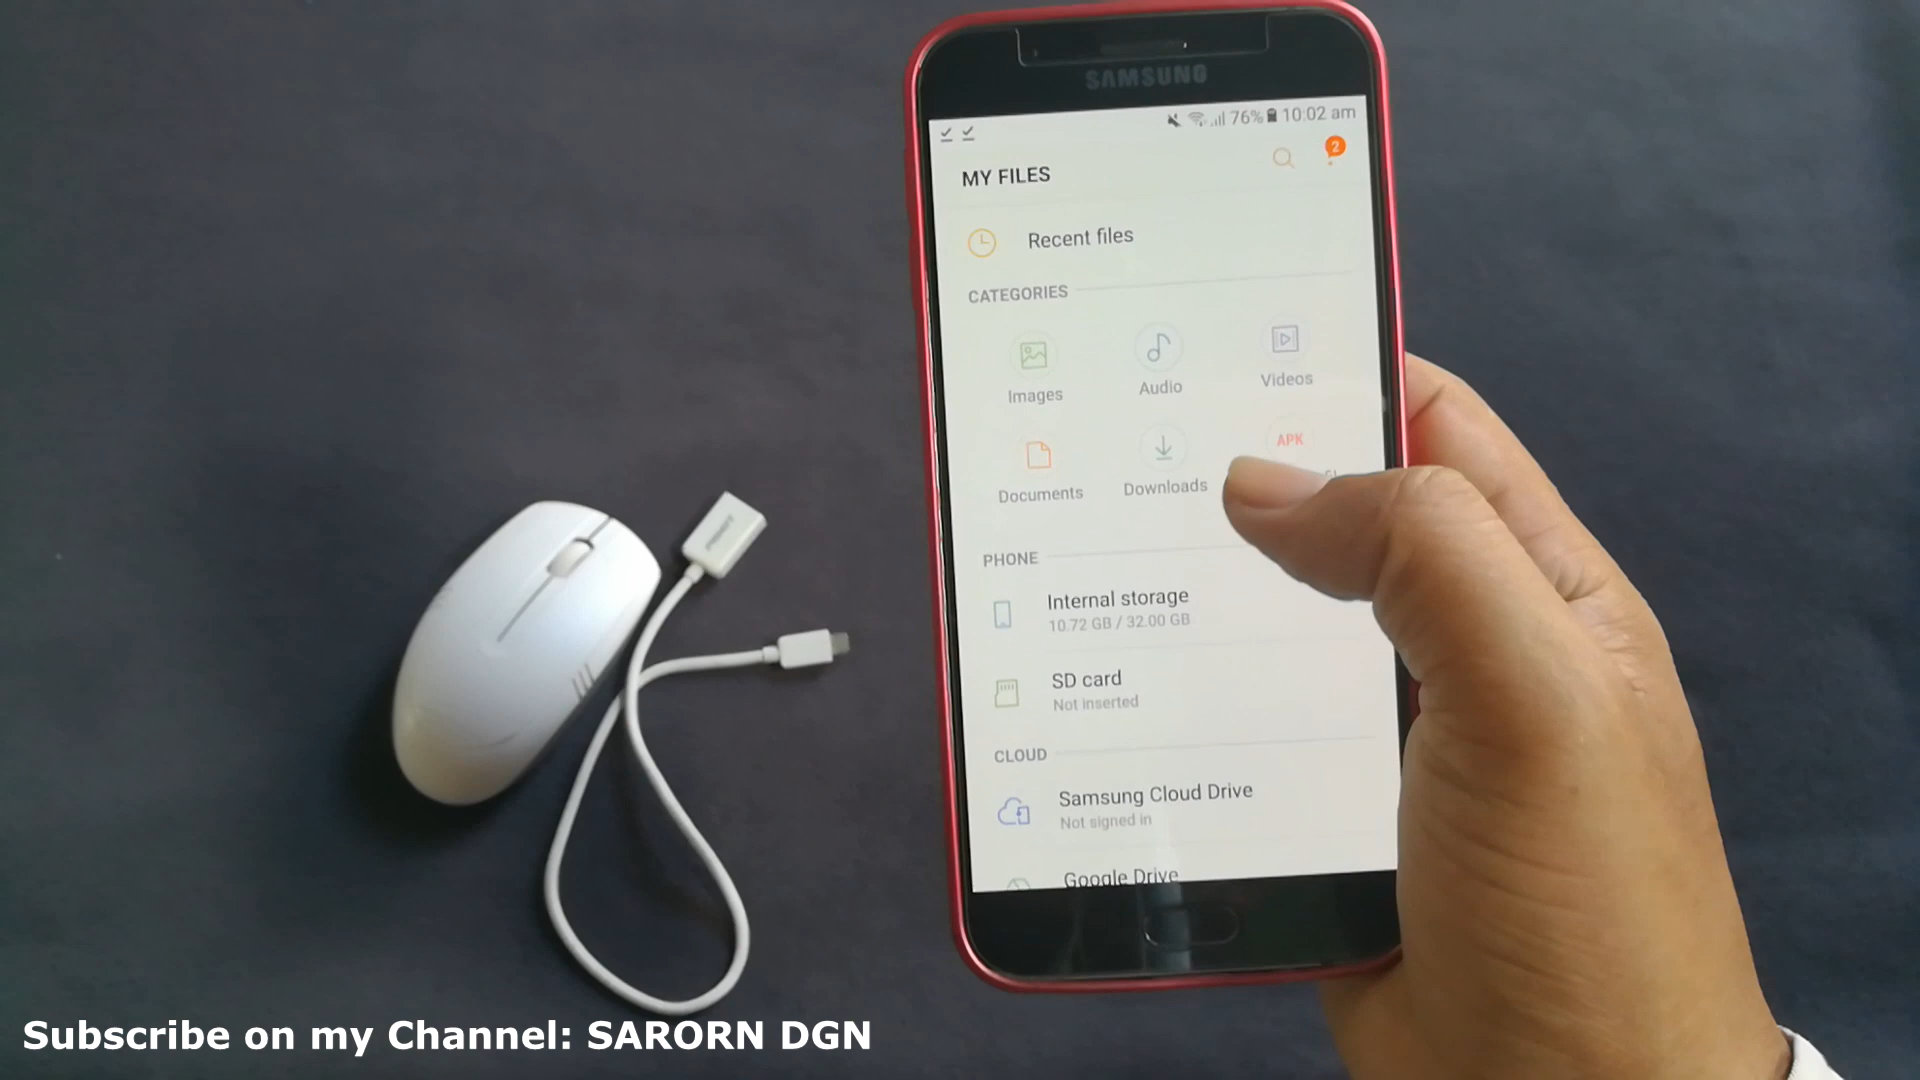 SAMSUNG
76% 10:02 am
2
MY FILES
Recent files
CATEGORIES
Images Audio Videos
APK
Documents Downloads
PHONE
Internal storage
10.72 GB / 32.00 GB
SD card
Not inserted
CLOUD
Samsung Cloud Drive
Not signed in
Google Drive
Subscribe on my Channel: SARORN DGN